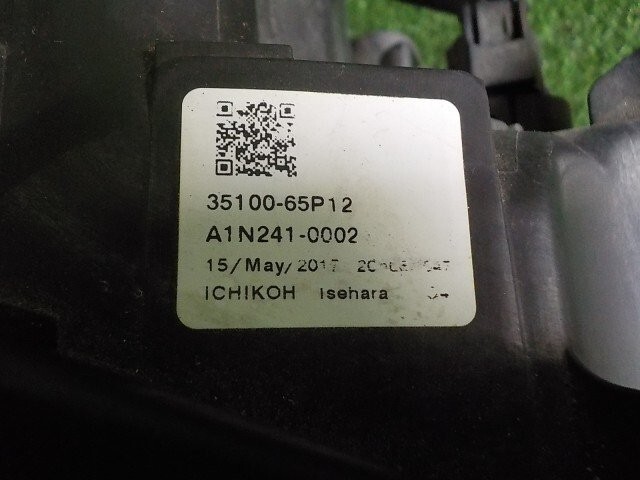 35100-65P12
A1N241-0002
15/May/2017
ICHIKOH Isehara